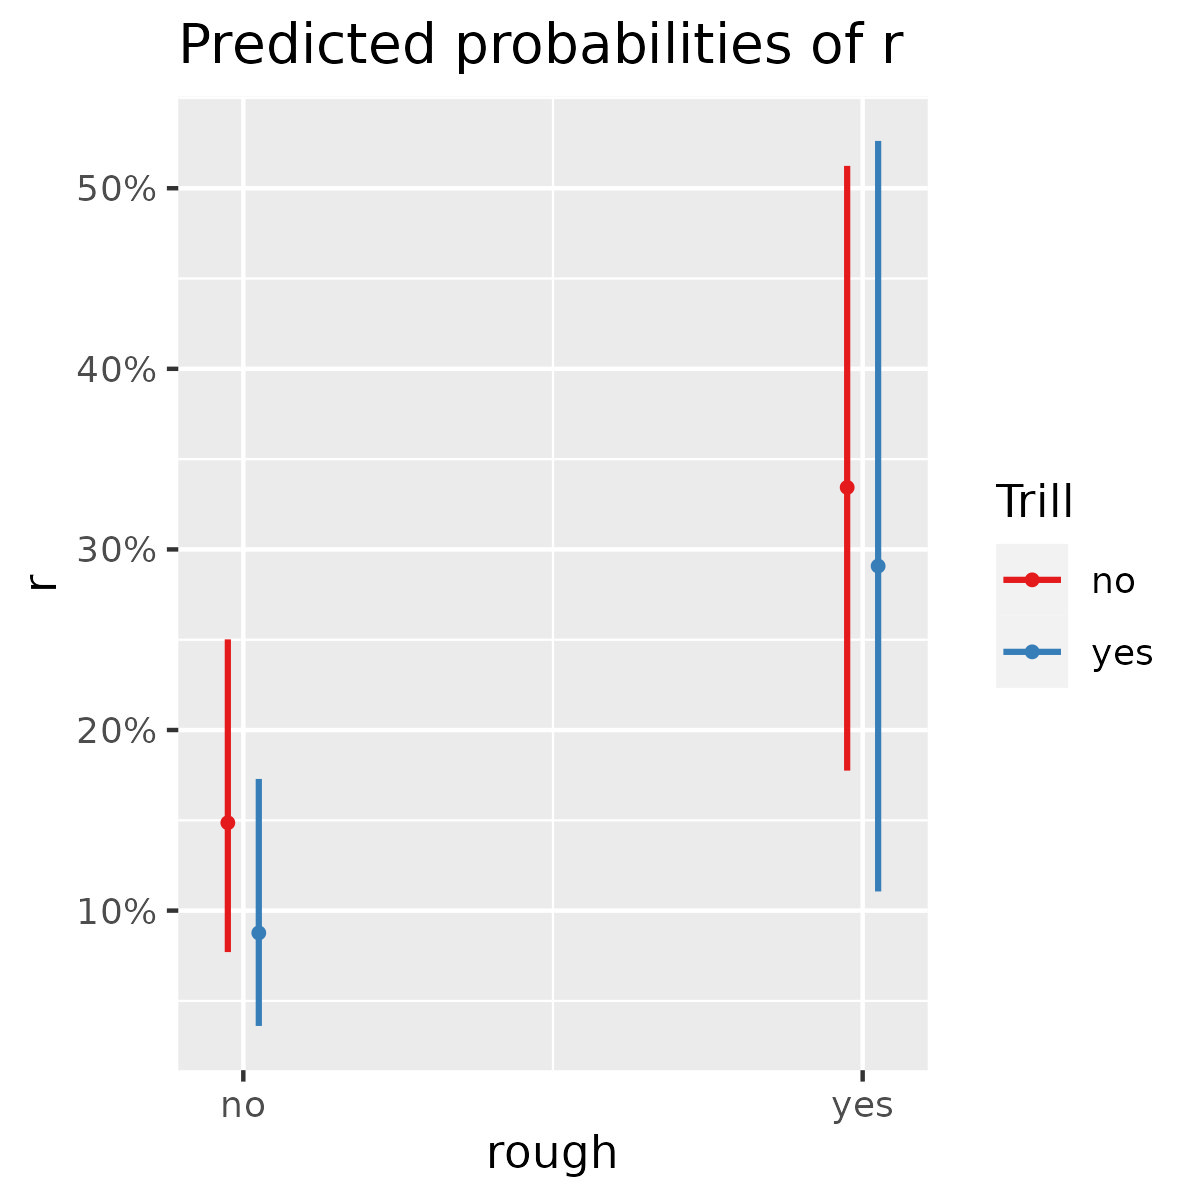 Predicted probabilities of r
50%
40%
30%
20%
10%
r
no
yes
rough
Trill
no
yes